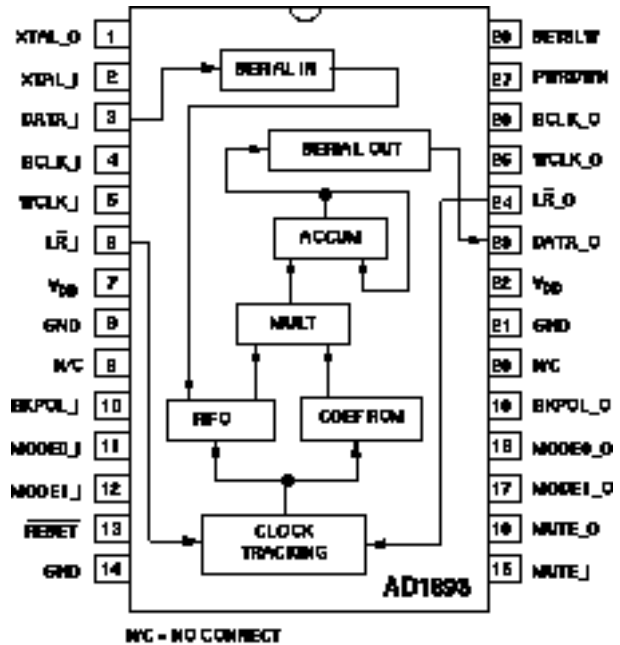 XTAL_O 1
XTAL_I 2
DATA_I 3
BCLK_I 4
WCLK_I 5
LR_I 6
VDD 7
GND 8
N/C 9
BKPOL_I 10
MODE0_I 11
MODE1_I 12
RESET 13
GND 14
28 SETSLW
27 PWRDWN
26 BCLK_O
25 WCLK_O
24 LR_O
23 DATA_O
22 VDD
21 GND
20 N/C
19 BKPOL_O
18 MODE0_O
17 MODE1_O
16 MUTE_O
15 MUTE_I
SERIAL IN
SERIAL OUT
ACCUM
MULT
FIFO
COEF ROM
CLOCK
TRACKING
AD1893
N/C = NO CONNECT